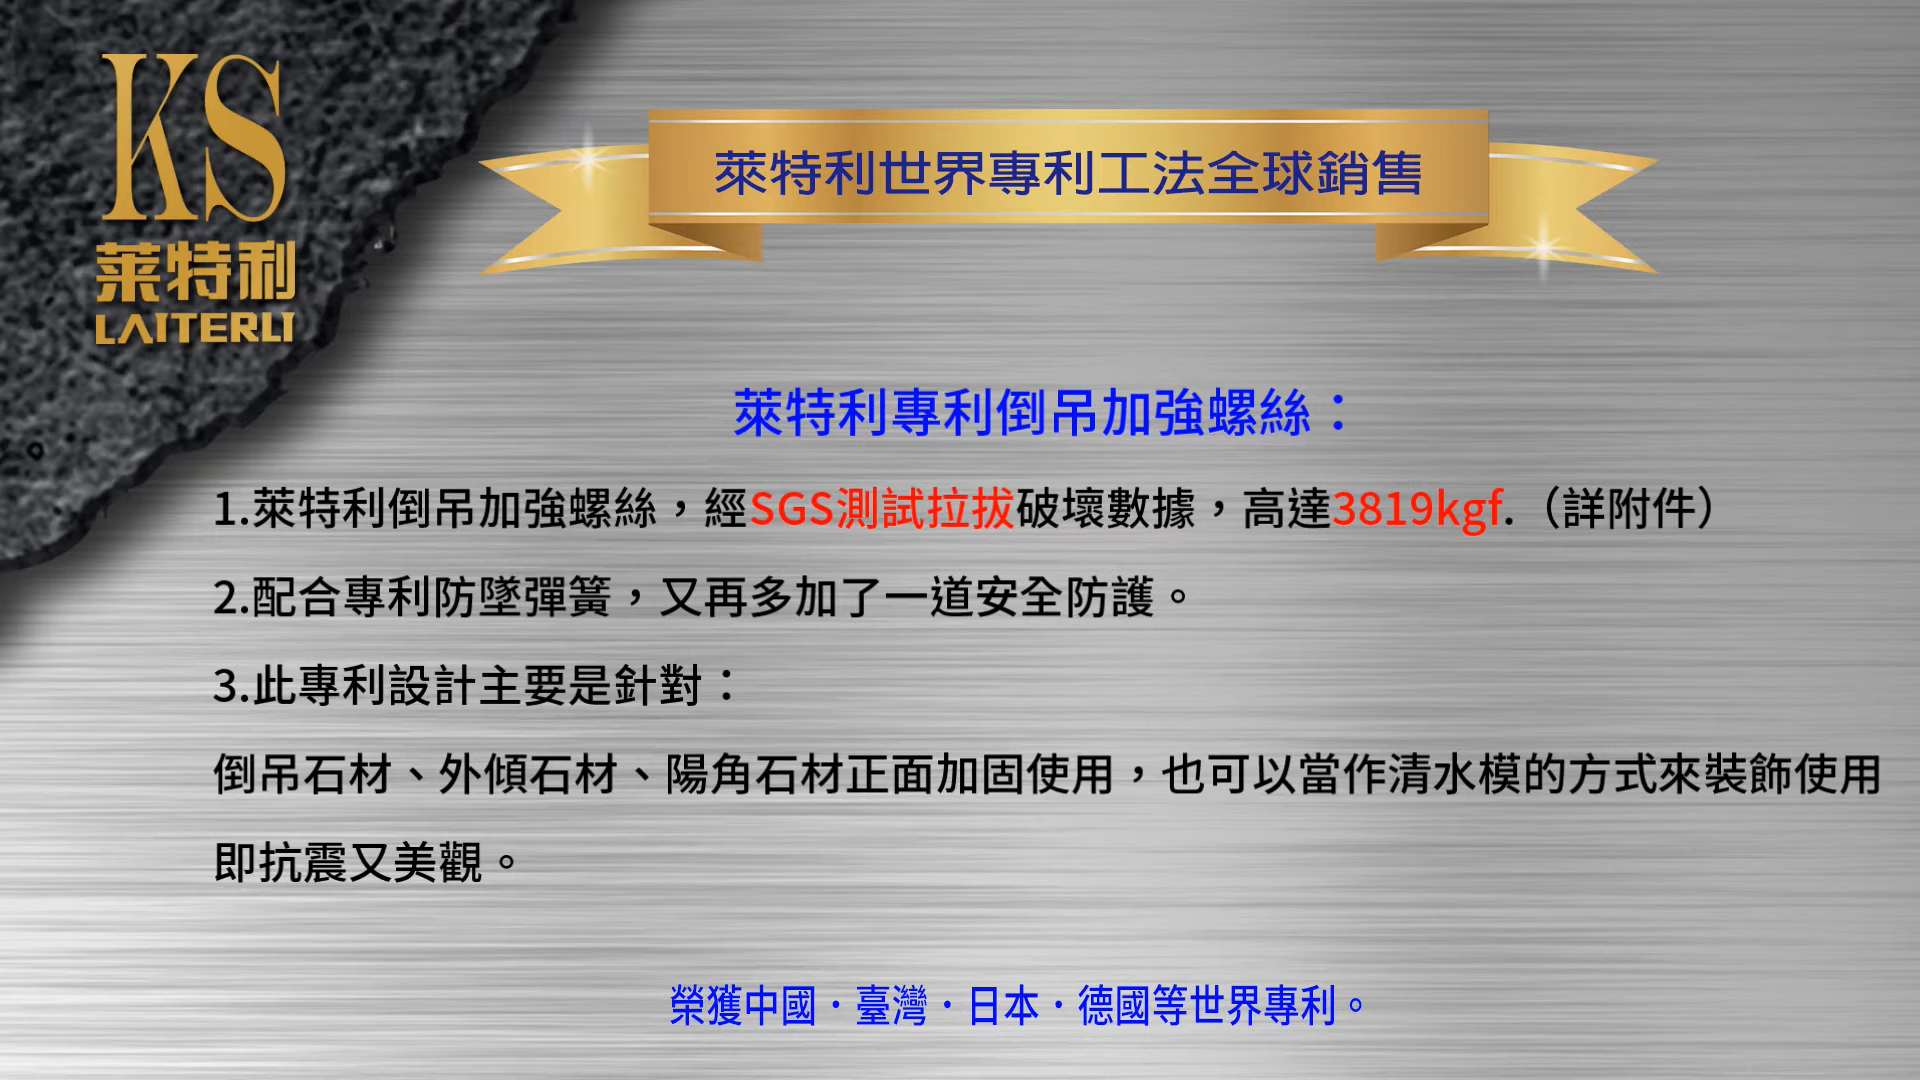 KS
萊特利
LAITERLI
萊特利世界專利工法全球銷售
萊特利專利倒吊加強螺絲：
1.萊特利倒吊加強螺絲，經SGS測試拉拔破壞數據，高達3819kgf.（詳附件）
2.配合專利防墜彈簧，又再多加了一道安全防護。
3.此專利設計主要是針對：
倒吊石材、外傾石材、陽角石材正面加固使用，也可以當作清水模的方式來裝飾使用
即抗震又美觀。
榮獲中國．臺灣．日本．德國等世界專利。